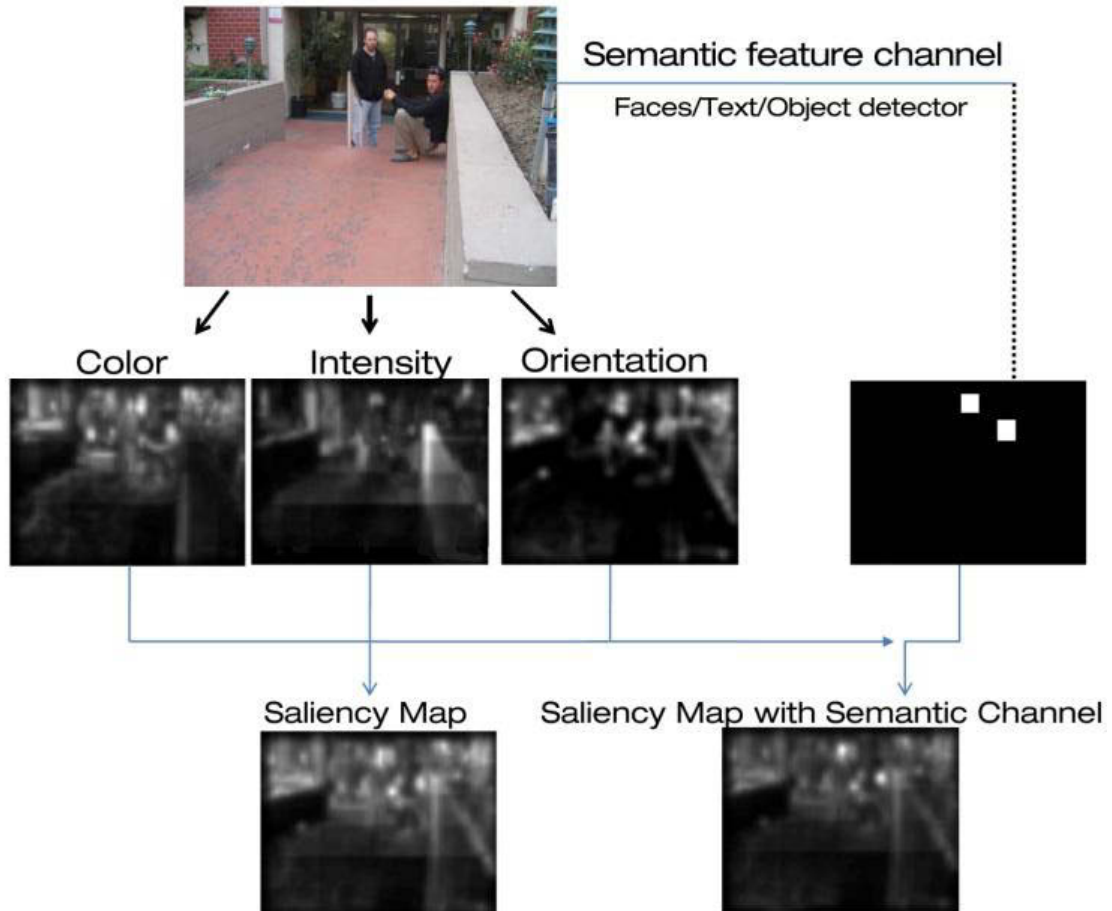 Semantic feature channel
Faces/Text/Object detector
Color
Intensity
Orientation
Saliency Map
Saliency Map with Semantic Channel